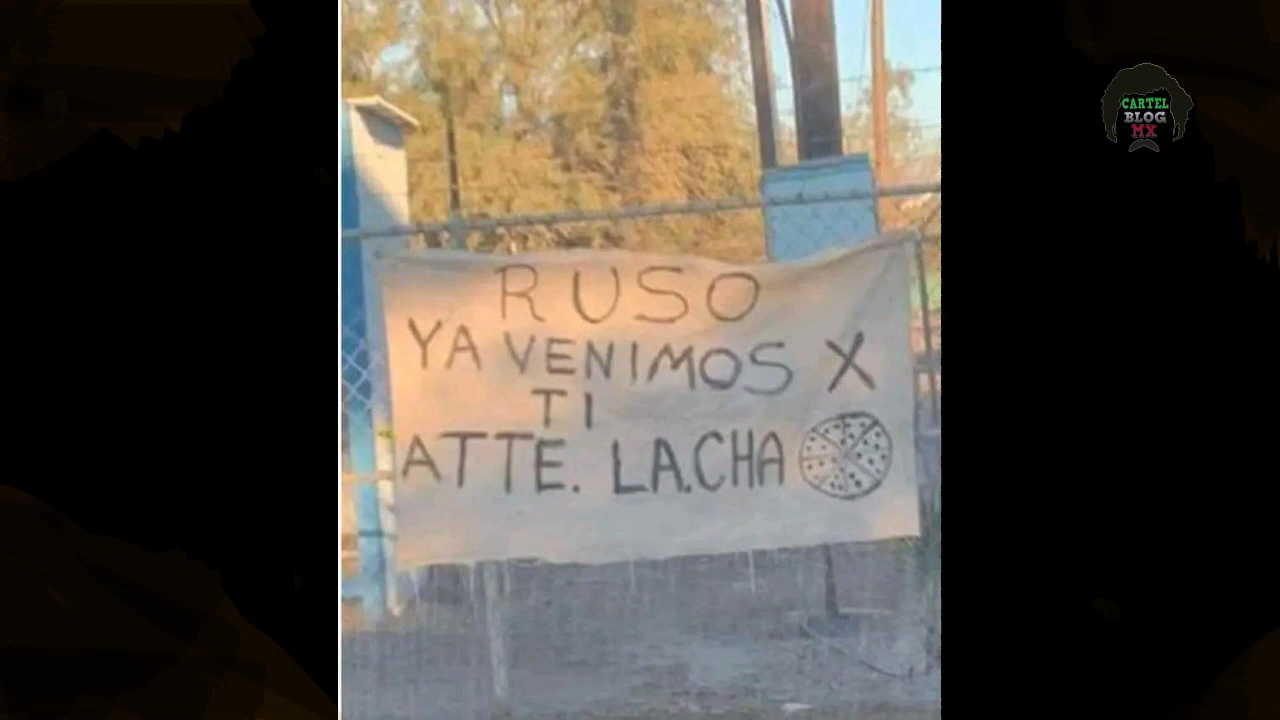 RUSO
YA VENIMOS X
TI
ATTE. LA.CHA
CARTEL
BLOG
MX